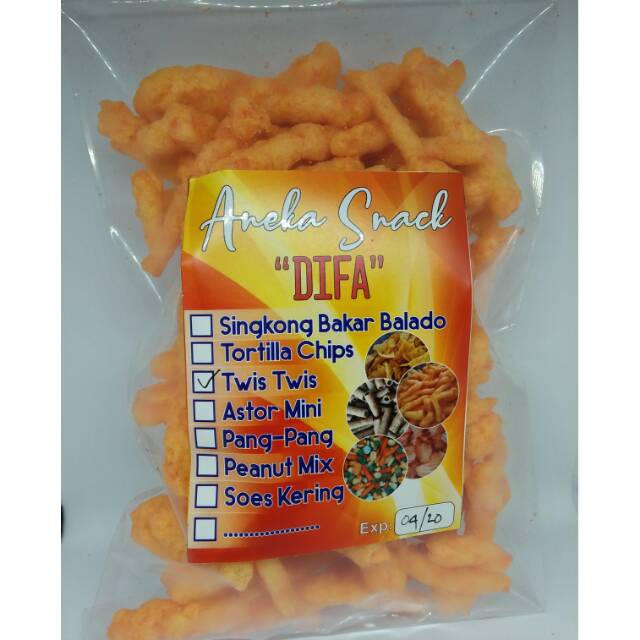 Aneka Snack
“DIFA”
Singkong Bakar Balado
Tortilla Chips
Twis Twis
Astor Mini
Pang-Pang
Peanut Mix
Soes Kering
...................
Exp. 04/20